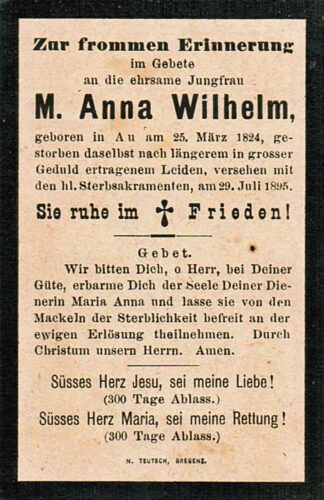 Zur frommen Erinnerung
im Gebete
an die ehrsame Jungfrau
M. Anna Wilhelm,
geboren in Au am 25. März 1824, ge-
storben daselbst nach längerem in grosser
Geduld ertragenem Leiden, versehen mit
den hl. Sterbsakramenten, am 29. Juli 1895.
Sie ruhe im ✝ Frieden!
Gebet.
Wir bitten Dich, o Herr, bei Deiner
Güte, erbarme Dich der Seele Deiner Die-
nerin Maria Anna und lasse sie von den
Mackeln der Sterblichkeit befreit an der
ewigen Erlösung theilnehmen. Durch
Christum unsern Herrn. Amen.
Süsses Herz Jesu, sei meine Liebe!
(300 Tage Ablass.)
Süsses Herz Maria, sei meine Rettung!
(300 Tage Ablass.)
N. TEUTSCH, BREGENZ.